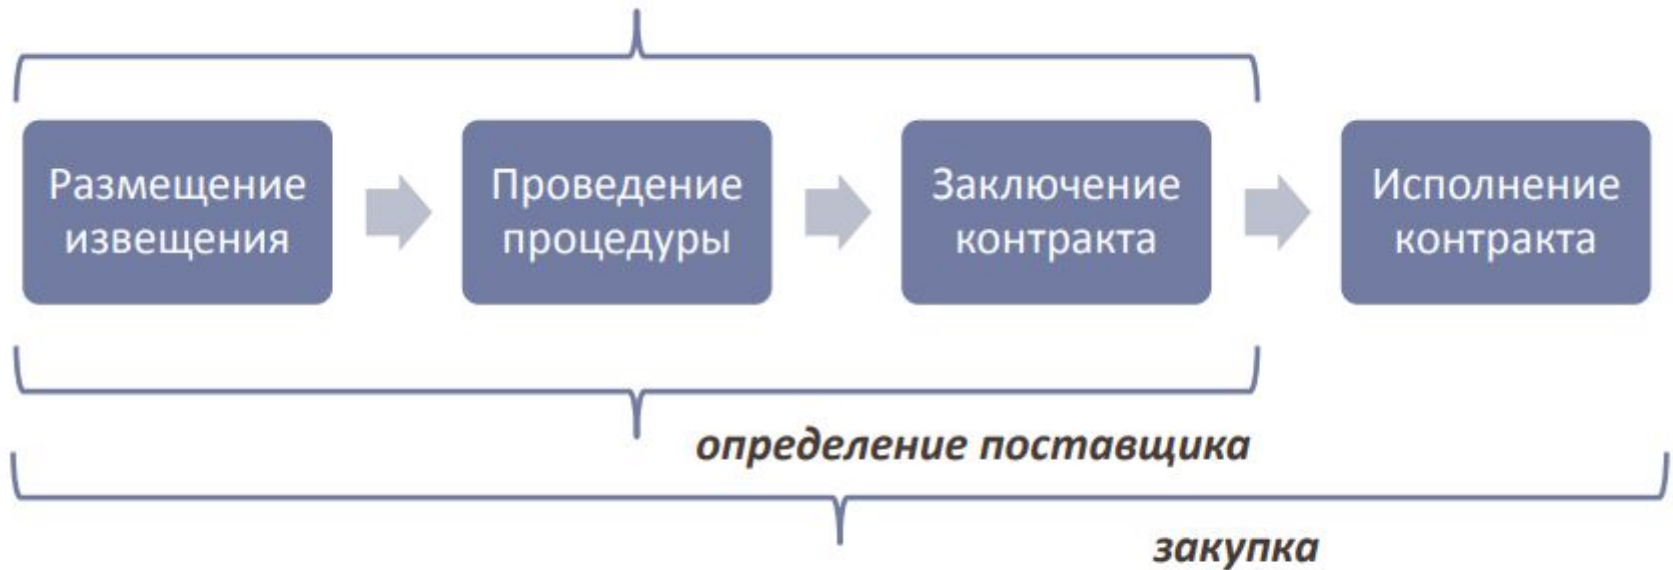 Размещение
извещения
Проведение
процедуры
Заключение
контракта
Исполнение
контракта
определение поставщика
закупка